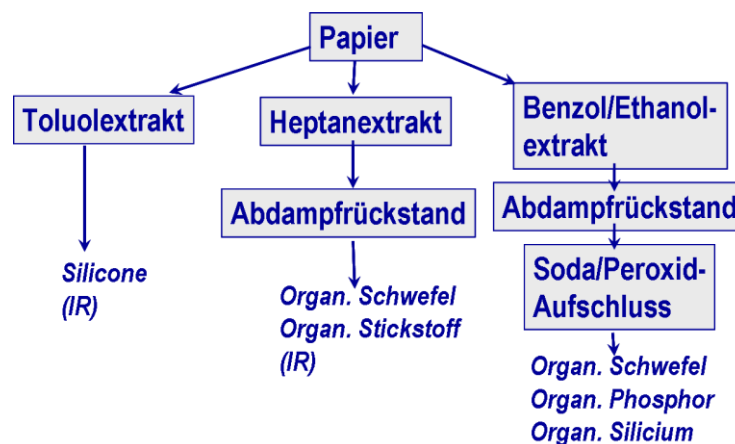 Papier
Toluolextrakt
Heptanextrakt
Benzol/Ethanol-
extrakt
Abdampfrückstand
Abdampfrückstand
Silicone
(IR)
Organ. Schwefel
Organ. Stickstoff
(IR)
Soda/Peroxid-
Aufschluss
Organ. Schwefel
Organ. Phosphor
Organ. Silicium